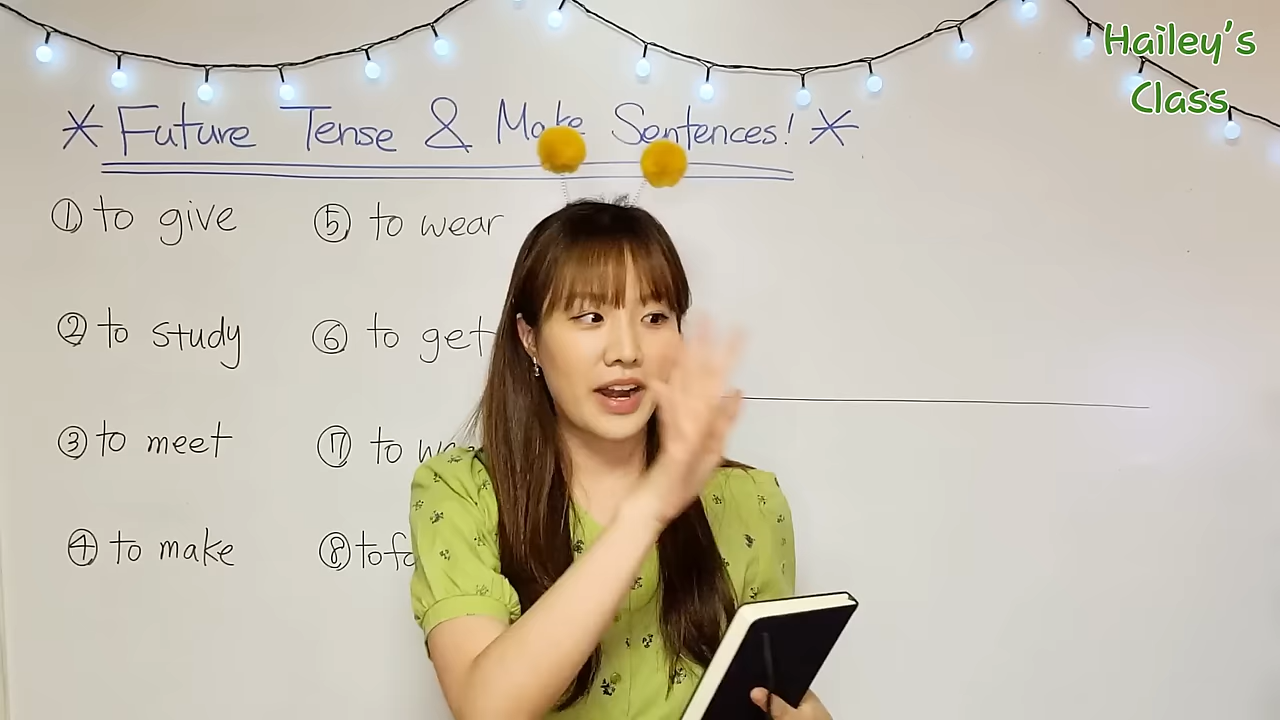 Hailey's
Class
* Future Tense & Make Sentences! *
① to give
② to study
③ to meet
④ to make
⑤ to wear
⑥ to get
⑦ to
⑧ to